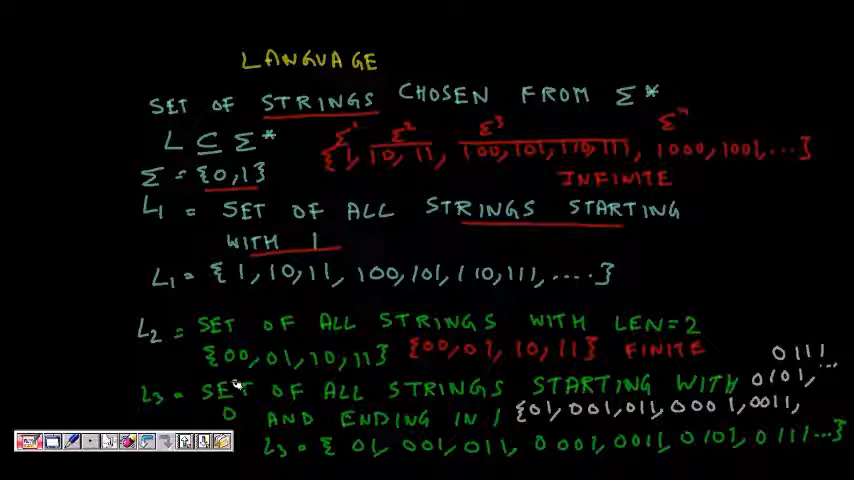 LANGUAGE
SET OF STRINGS CHOSEN FROM Σ*
L ⊆ Σ* Σ¹ Σ² Σ³ Σⁿ
{1, 10, 11, 100, 101, 110, 111, 1000, 1001, ...}
Σ = {0,1} INFINITE
L₁ = SET OF ALL STRINGS STARTING
WITH 1
L₁ = {1, 10, 11, 100, 101, 110, 111, ....}
L₂ = SET OF ALL STRINGS WITH LEN=2
{00, 01, 10, 11} {00, 01, 10, 11} FINITE 0111
L₃ = SET OF ALL STRINGS STARTING WITH 0101, ...
0 AND ENDING IN 1 {01, 001, 011, 0001, 0011,
L₃ = { 01, 001, 011, 0001, 0011, 0101, 0111...}